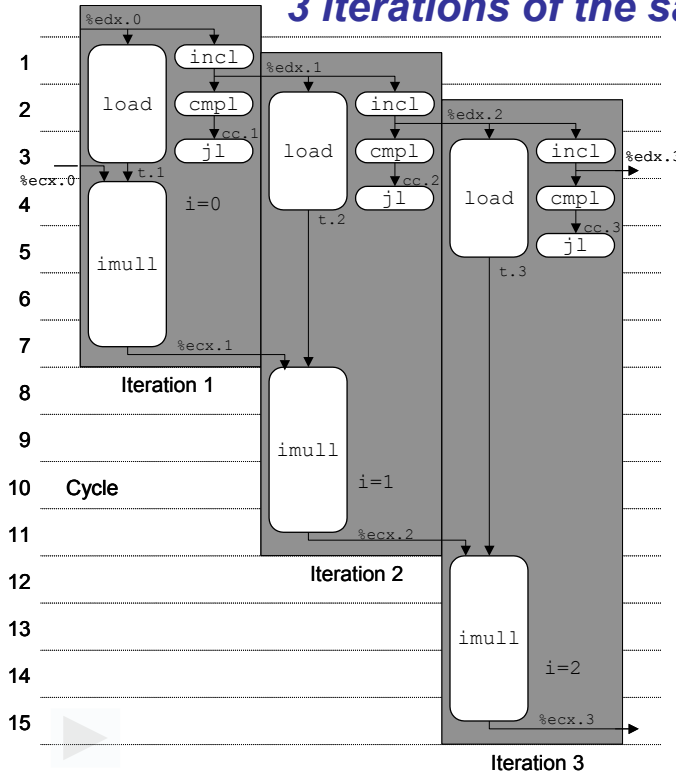 3 Iterations of the sa
%edx.0
1
incl
%edx.1
2
load
cmpl
incl
%edx.2
cc.1
3
jl
load
cmpl
incl
%edx.3
%ecx.0
t.1
cc.2
4
i=0
jl
load
cmpl
t.2
cc.3
5
imull
jl
t.3
6
7
%ecx.1
8
Iteration 1
9
imull
10
Cycle
i=1
11
%ecx.2
12
Iteration 2
13
imull
14
i=2
15
%ecx.3
Iteration 3